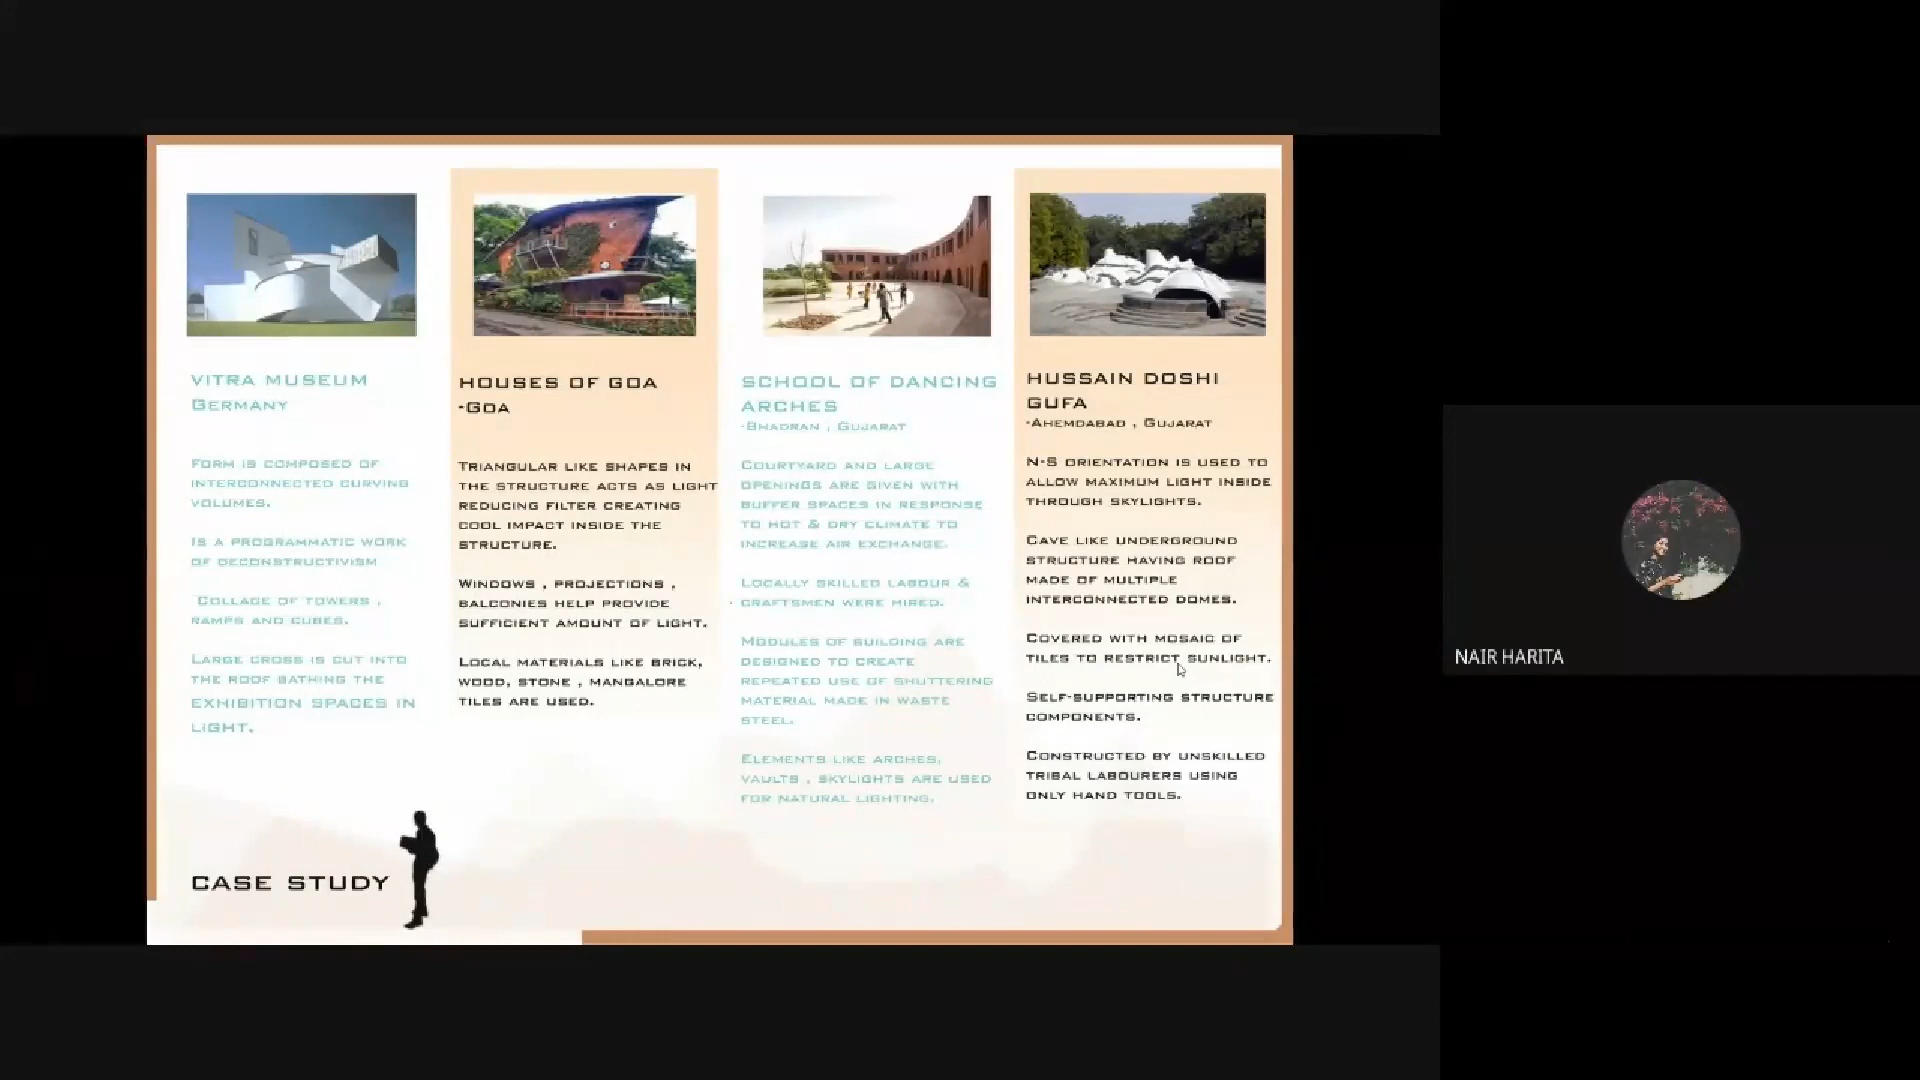 VITRA MUSEUM
GERMANY
FORM IS COMPOSED OF
INTERCONNECTED CURVING
VOLUMES.
IS A PROGRAMMATIC WORK
OF DECONSTRUCTIVISM
COLLAGE OF TOWERS ,
RAMPS AND CUBES.
LARGE CROSS IS CUT INTO
THE ROOF BATHING THE
EXHIBITION SPACES IN
LIGHT.
HOUSES OF GOA
-GOA
TRIANGULAR LIKE SHAPES IN
THE STRUCTURE ACTS AS LIGHT
REDUCING FILTER CREATING
COOL IMPACT INSIDE THE
STRUCTURE.
WINDOWS , PROJECTIONS ,
BALCONIES HELP PROVIDE
SUFFICIENT AMOUNT OF LIGHT.
LOCAL MATERIALS LIKE BRICK,
WOOD, STONE , MANGALORE
TILES ARE USED.
SCHOOL OF DANCING
ARCHES
-BHADRAN , GUJARAT
COURTYARD AND LARGE
OPENINGS ARE GIVEN WITH
BUFFER SPACES IN RESPONSE
TO HOT & DRY CLIMATE TO
INCREASE AIR EXCHANGE.
LOCALLY SKILLED LABOUR &
CRAFTSMEN WERE HIRED.
MODULES OF BUILDING ARE
DESIGNED TO CREATE
REPEATED USE OF SHUTTERING
MATERIAL MADE IN WASTE
STEEL.
ELEMENTS LIKE ARCHES,
VAULTS , SKYLIGHTS ARE USED
FOR NATURAL LIGHTING.
HUSSAIN DOSHI
GUFA
-AHEMDABAD , GUJARAT
N-S ORIENTATION IS USED TO
ALLOW MAXIMUM LIGHT INSIDE
THROUGH SKYLIGHTS.
CAVE LIKE UNDERGROUND
STRUCTURE HAVING ROOF
MADE OF MULTIPLE
INTERCONNECTED DOMES.
COVERED WITH MOSAIC OF
TILES TO RESTRICT SUNLIGHT.
SELF-SUPPORTING STRUCTURE
COMPONENTS.
CONSTRUCTED BY UNSKILLED
TRIBAL LABOURERS USING
ONLY HAND TOOLS.
CASE STUDY
NAIR HARITA